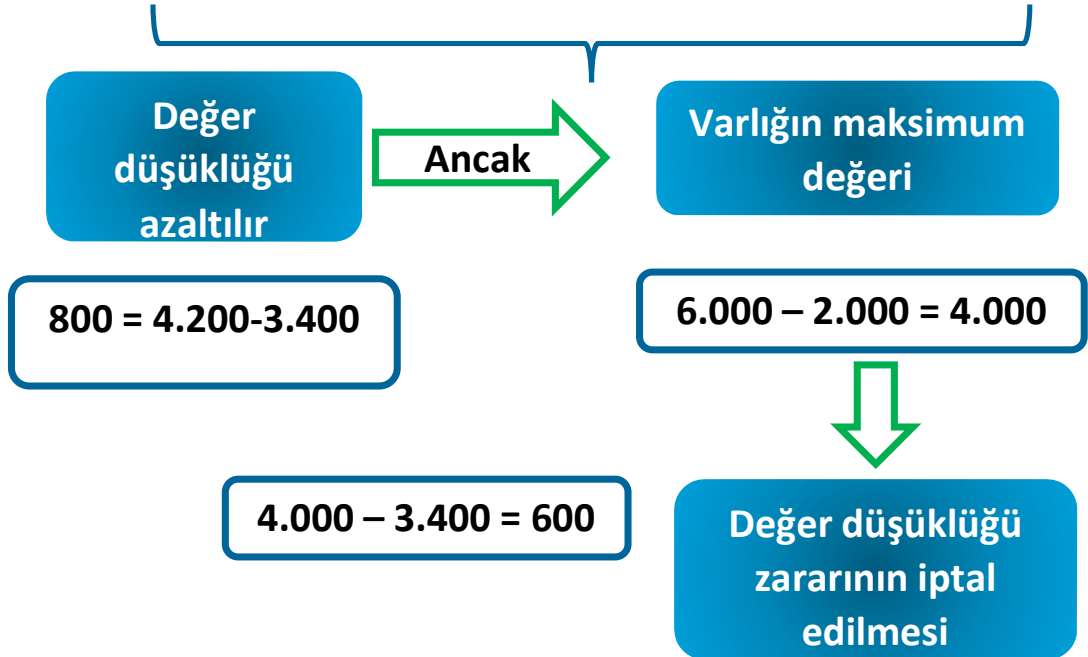 Değer
düşüklüğü
azaltılır
Ancak
Varlığın maksimum
değeri
800 = 4.200-3.400
6.000 – 2.000 = 4.000
4.000 – 3.400 = 600
Değer düşüklüğü
zararının iptal
edilmesi